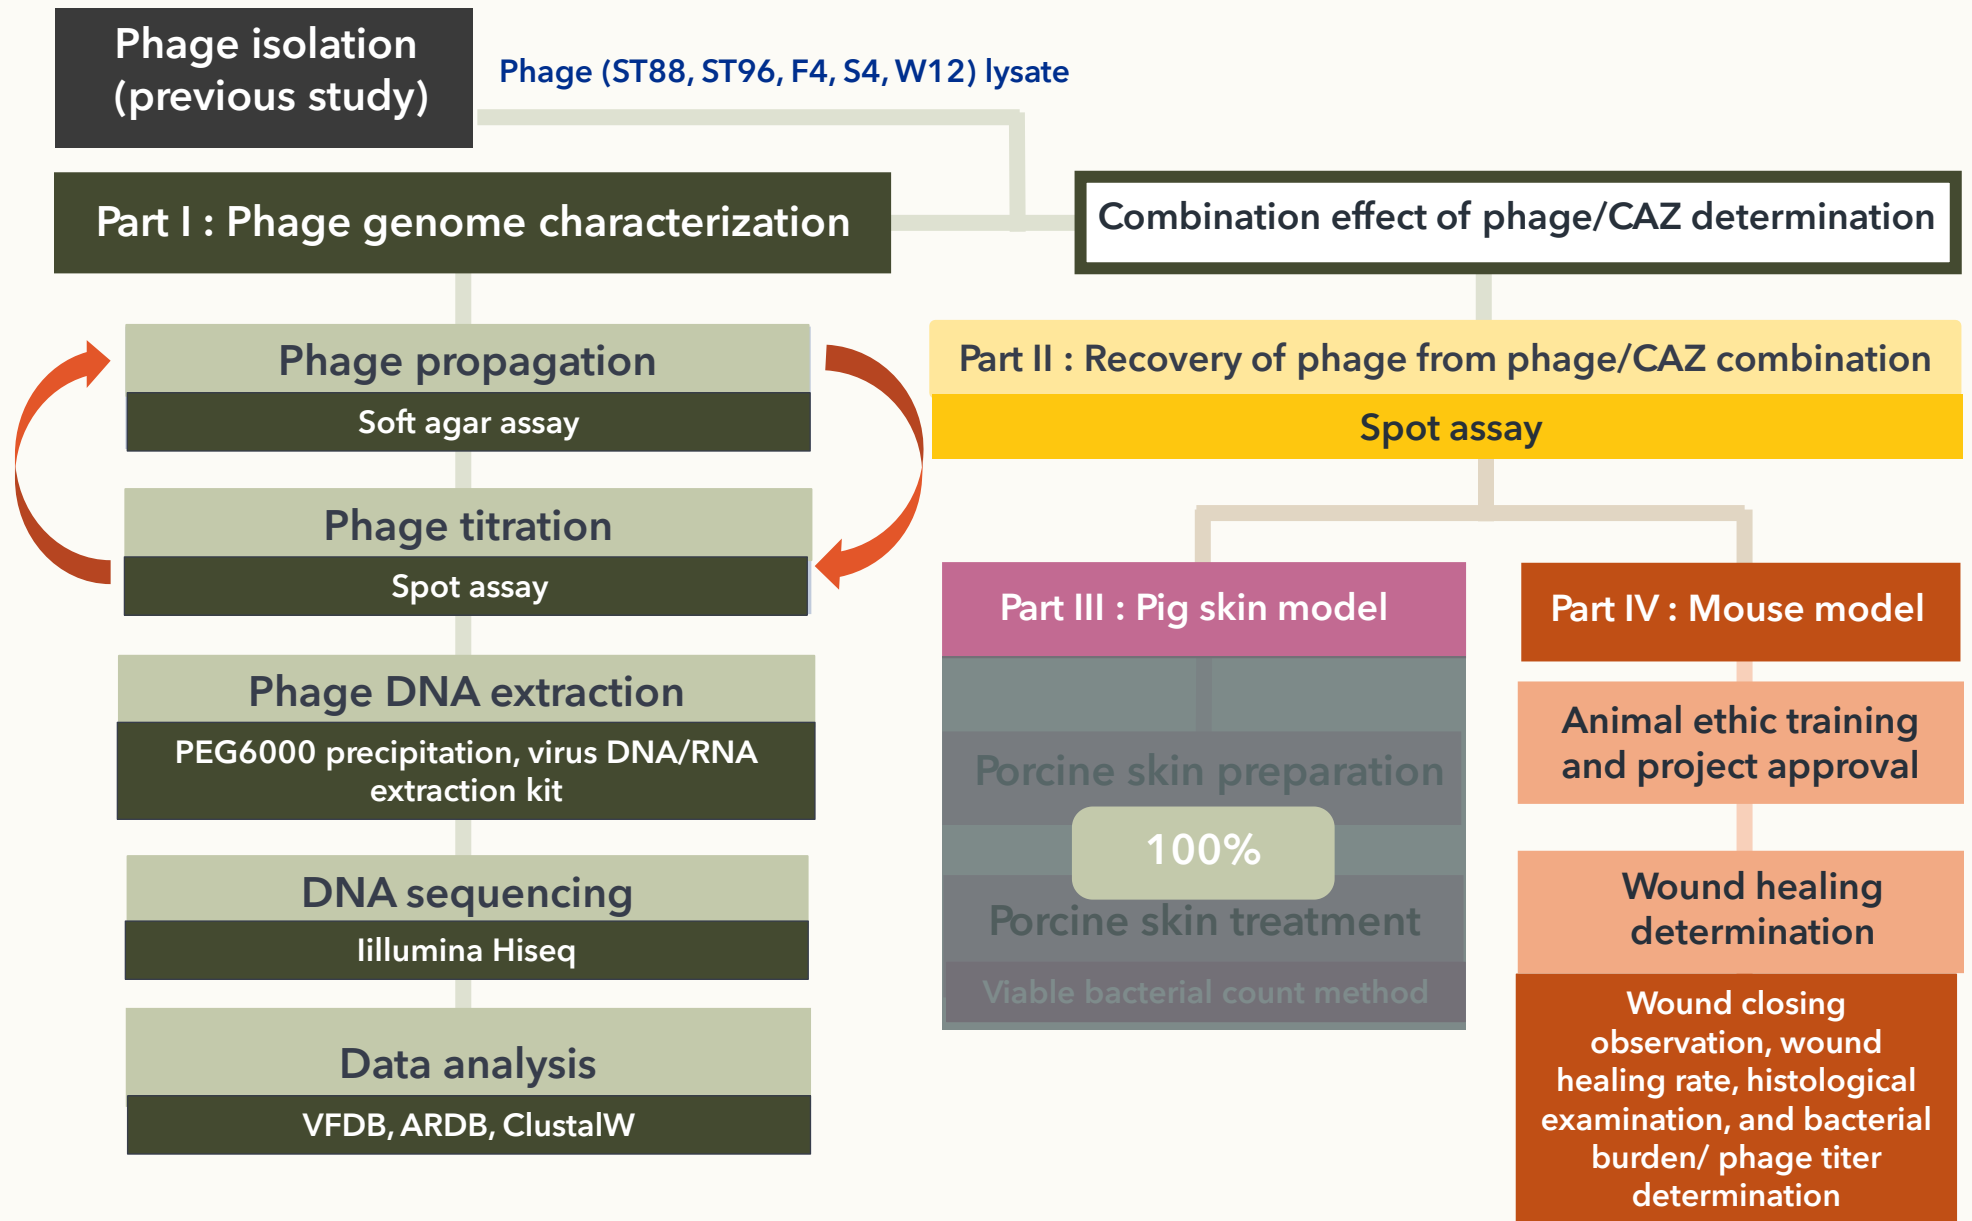 Phage isolation
(previous study)
Phage (ST88, ST96, F4, S4, W12) lysate
Part I : Phage genome characterization
Combination effect of phage/CAZ determination
Phage propagation
Soft agar assay
Phage titration
Spot assay
Phage DNA extraction
PEG6000 precipitation, virus DNA/RNA
extraction kit
DNA sequencing
Iillumina Hiseq
Data analysis
VFDB, ARDB, ClustalW
Part II : Recovery of phage from phage/CAZ combination
Spot assay
Part III : Pig skin model
Porcine skin preparation
100%
Porcine skin treatment
Viable bacterial count method
Part IV : Mouse model
Animal ethic training
and project approval
Wound healing
determination
Wound closing
observation, wound
healing rate, histological
examination, and bacterial
burden/ phage titer
determination